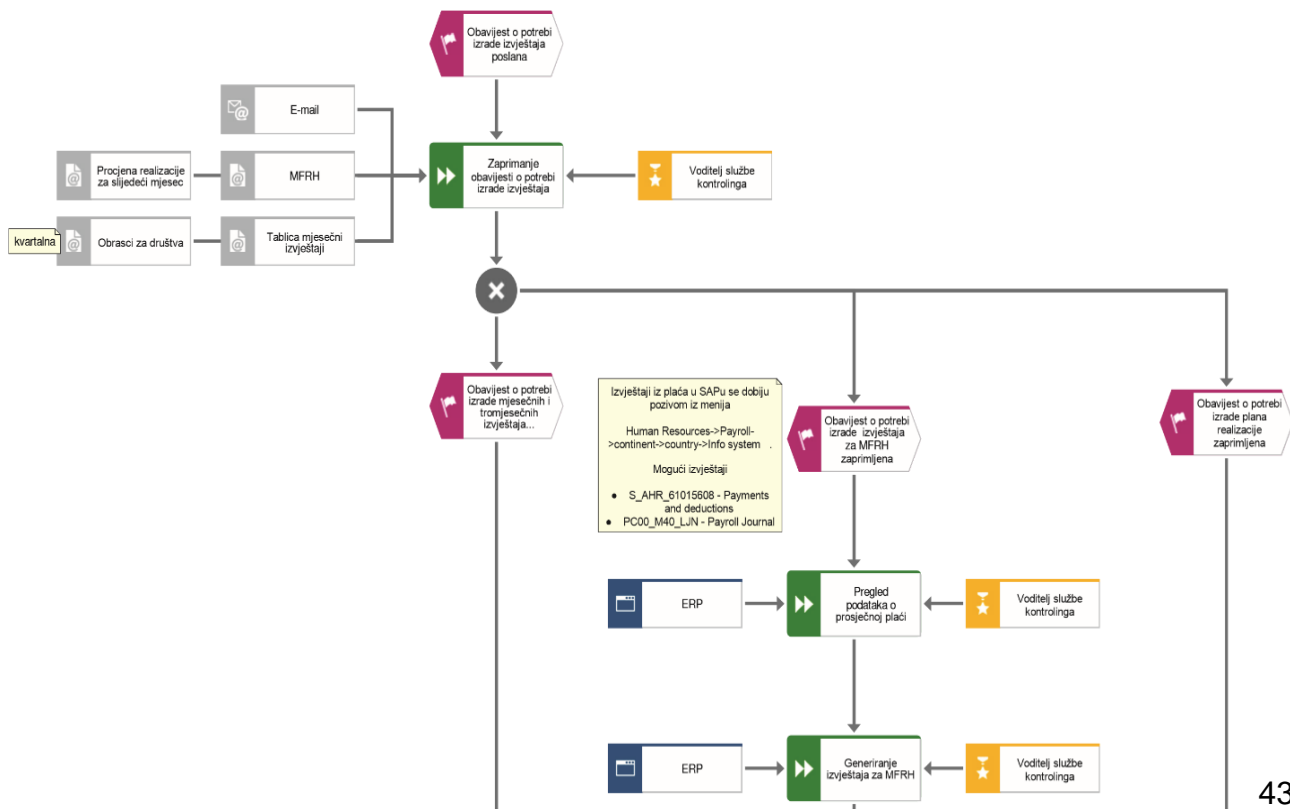 Obavijest o potrebi
izrade izvještaja
poslana
E-mail
Procjena realizacije
za slijedeći mjesec
MFRH
Zaprimanje
obavijesti o potrebi
izrade izvještaja
Voditelj službe
kontrolinga
kvartalna
Obrasci za društva
Tablica mjesečni
izvještaji
Obavijest o potrebi
izrade mjesečnih i
tromjesečnih
izvještaja...
Izvještaji iz plaća u SAPu se dobiju
pozivom iz menija
Human Resources->Payroll-
>continent->country->Info system .
Mogući izvještaji
● S_AHR_61015608 - Payments
and deductions
● PC00_M40_LJN - Payroll Journal
Obavijest o potrebi
izrade izvještaja
za MFRH
zaprimljena
Obavijest o potrebi
izrade plana
realizacije
zaprimljena
ERP
Pregled
podataka o
prosječnoj plaći
Voditelj službe
kontrolinga
ERP
Generiranje
izvještaja za MFRH
Voditelj službe
kontrolinga
43